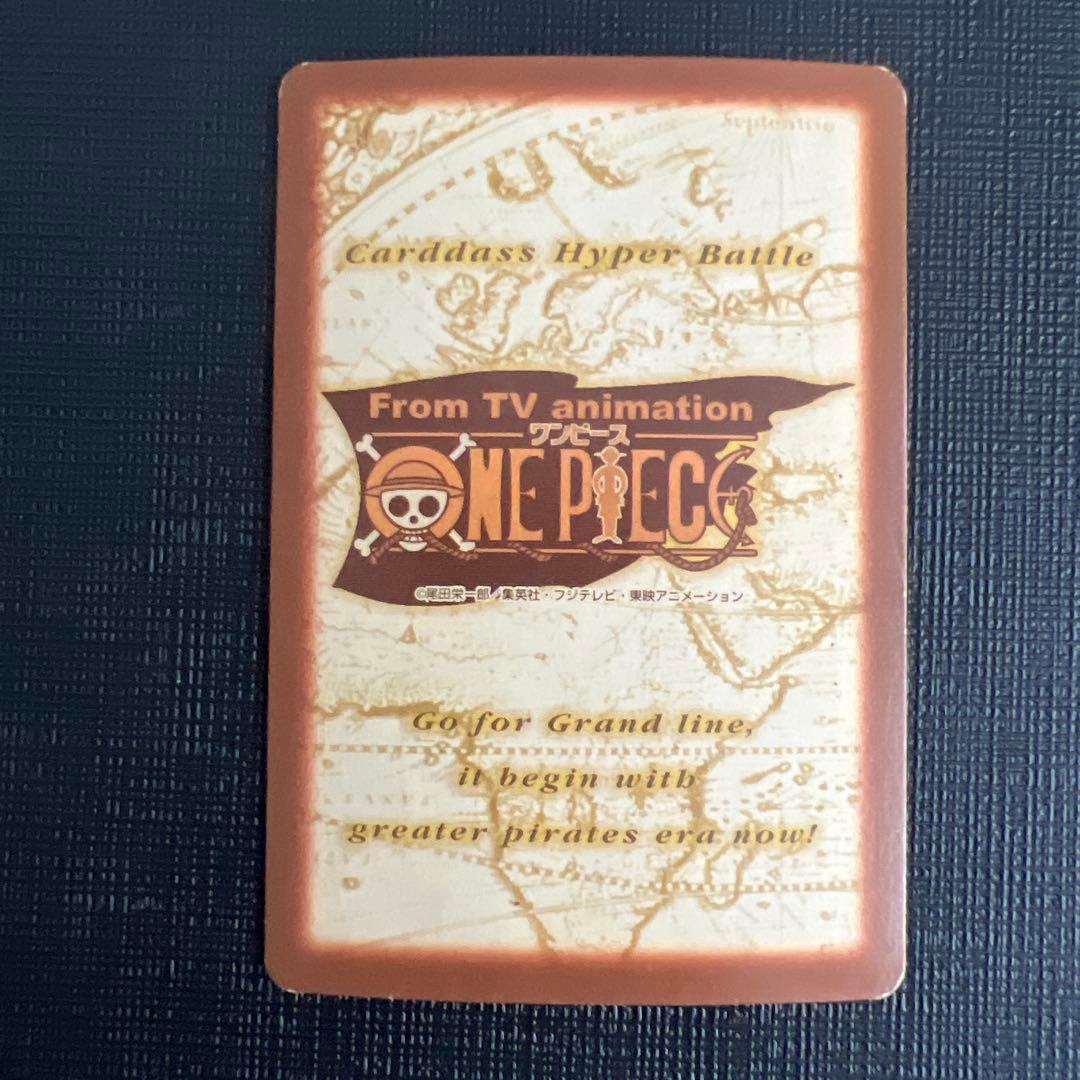 Septentrio
Carddass Hyper Battle
From TV animation
ワンピース
ONE PIECE
©尾田栄一郎／集英社・フジテレビ・東映アニメーション
Go for Grand line,
it begin with
greater pirates era now!